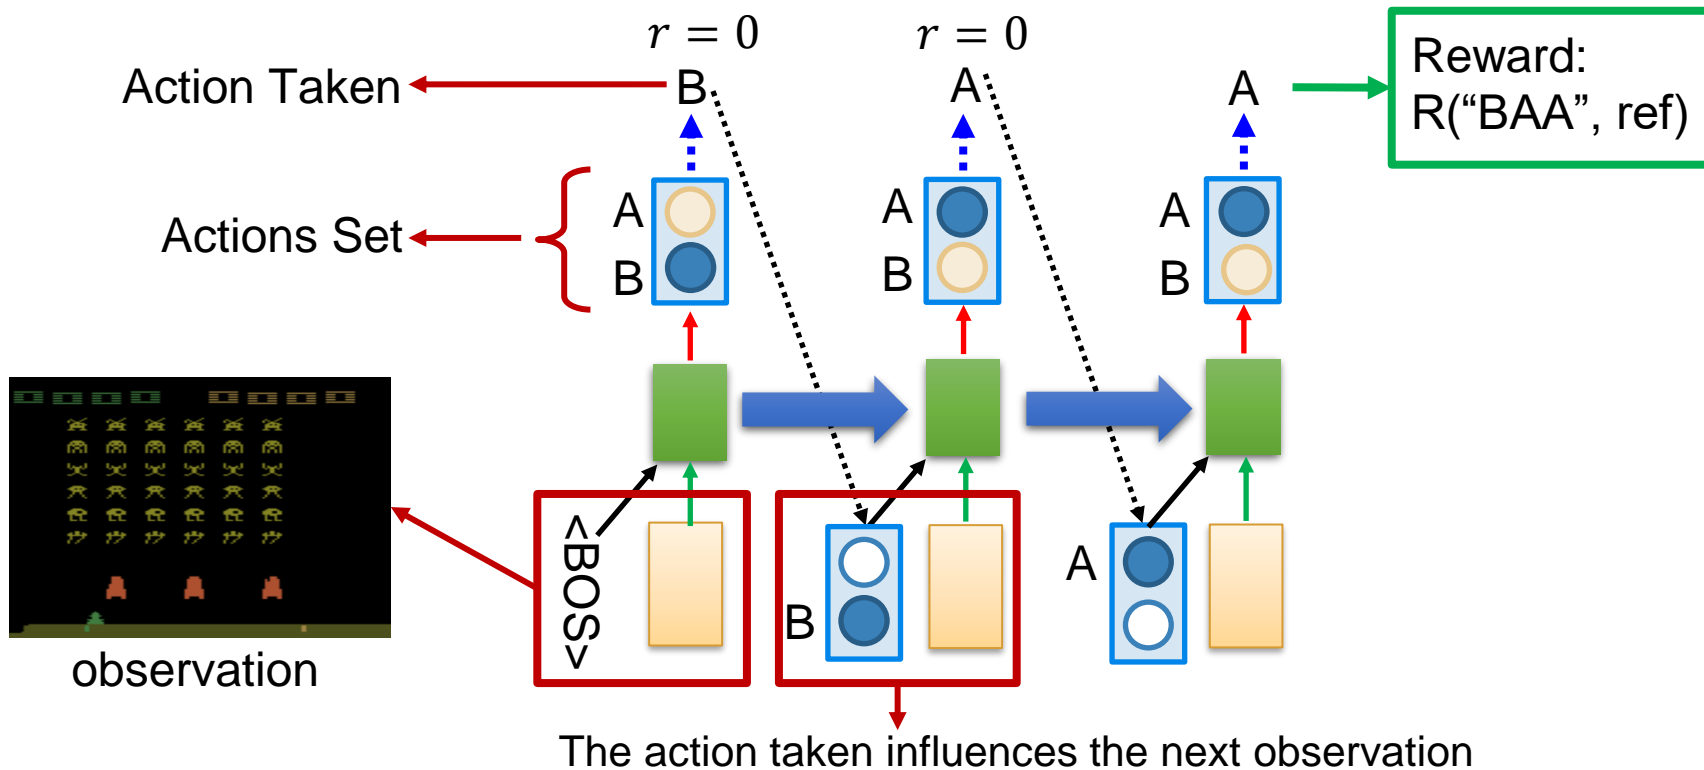 r = 0
r = 0
Action Taken
B
A
A
Reward:
R(“BAA”, ref)
Actions Set
A
B
A
B
A
B
<BOS>
B
A
observation
The action taken influences the next observation